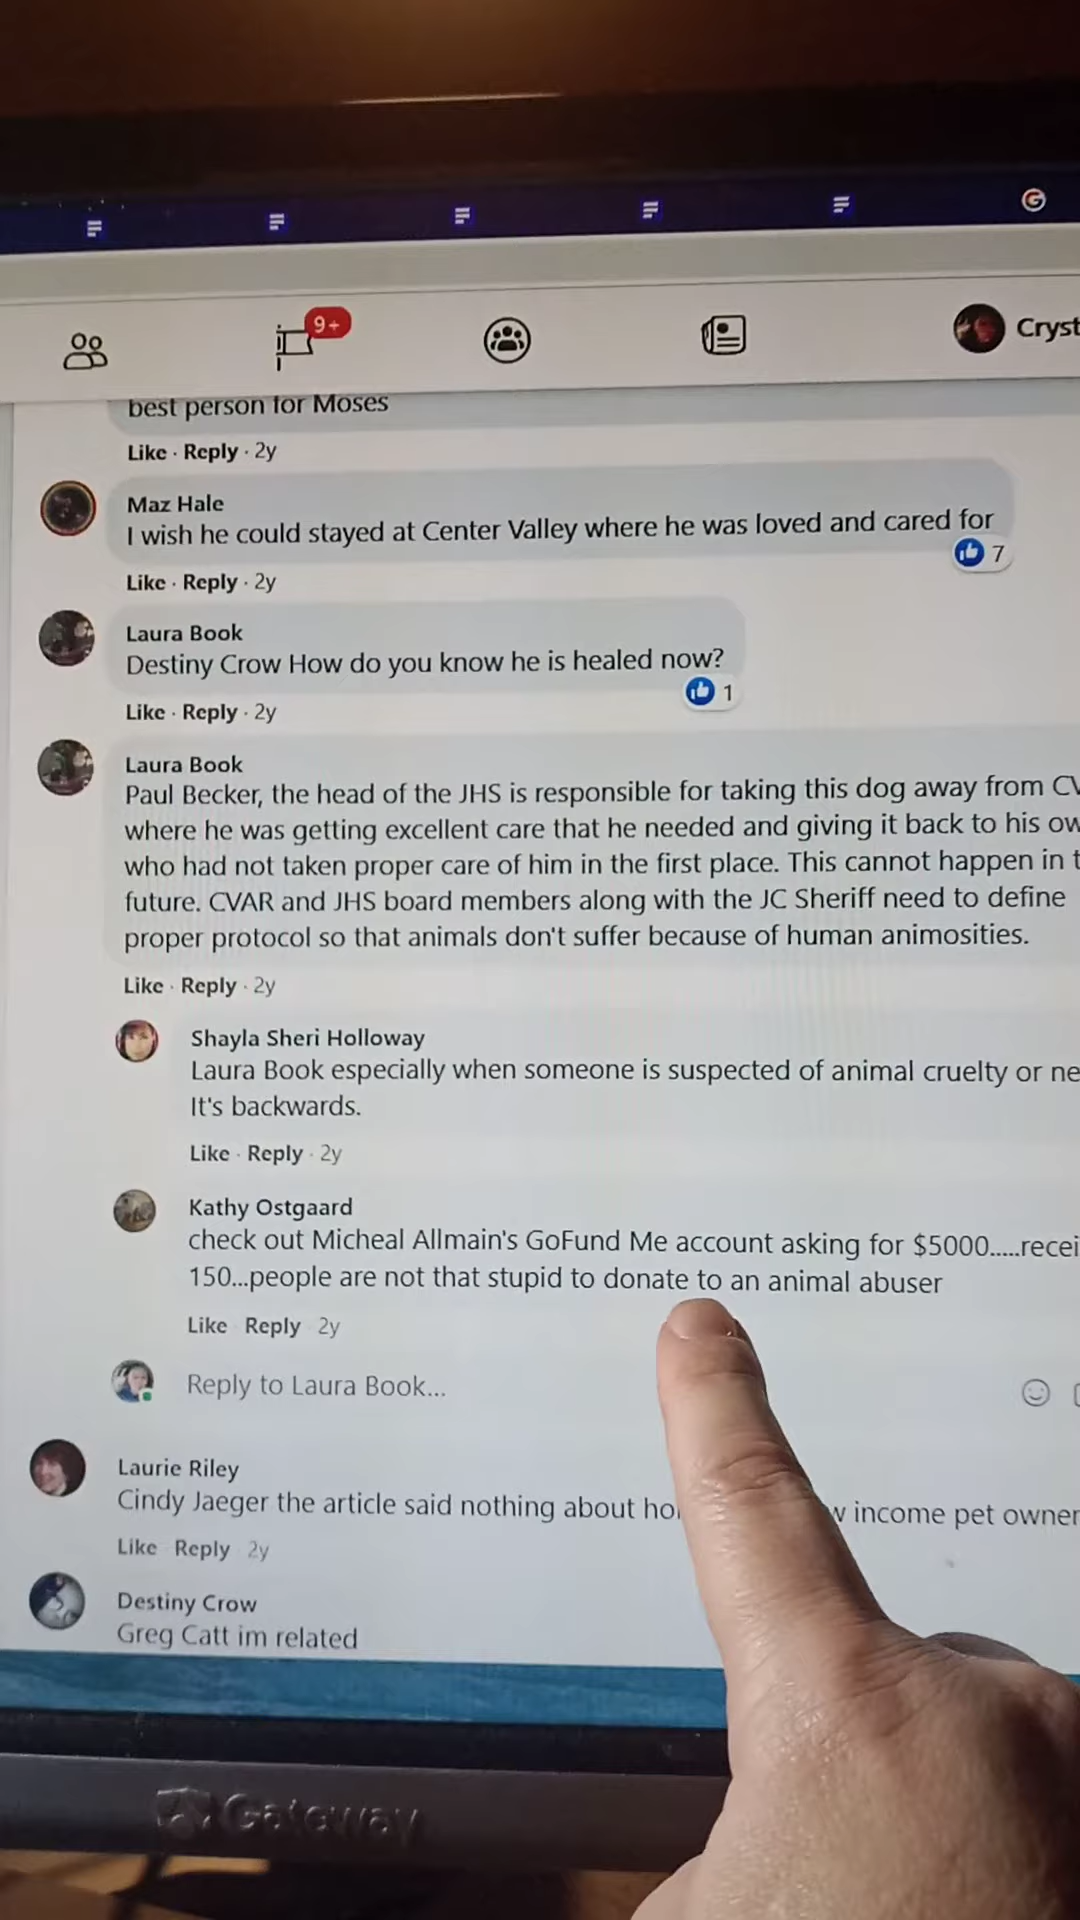 9+
Cryst
best person for Moses
Like · Reply · 2y
Maz Hale
I wish he could stayed at Center Valley where he was loved and cared for
7
Like · Reply · 2y
Laura Book
Destiny Crow How do you know he is healed now?
1
Like · Reply · 2y
Laura Book
Paul Becker, the head of the JHS is responsible for taking this dog away from CV
where he was getting excellent care that he needed and giving it back to his ow
who had not taken proper care of him in the first place. This cannot happen in t
future. CVAR and JHS board members along with the JC Sheriff need to define
proper protocol so that animals don't suffer because of human animosities.
Like · Reply · 2y
Shayla Sheri Holloway
Laura Book especially when someone is suspected of animal cruelty or ne
It's backwards.
Like · Reply · 2y
Kathy Ostgaard
check out Micheal Allmain's GoFund Me account asking for $5000.....recei
150...people are not that stupid to donate to an animal abuser
Like Reply 2y
Reply to Laura Book...
Laurie Riley
Cindy Jaeger the article said nothing about ho w income pet owner
Like Reply 2y
Destiny Crow
Greg Catt im related
Gateway